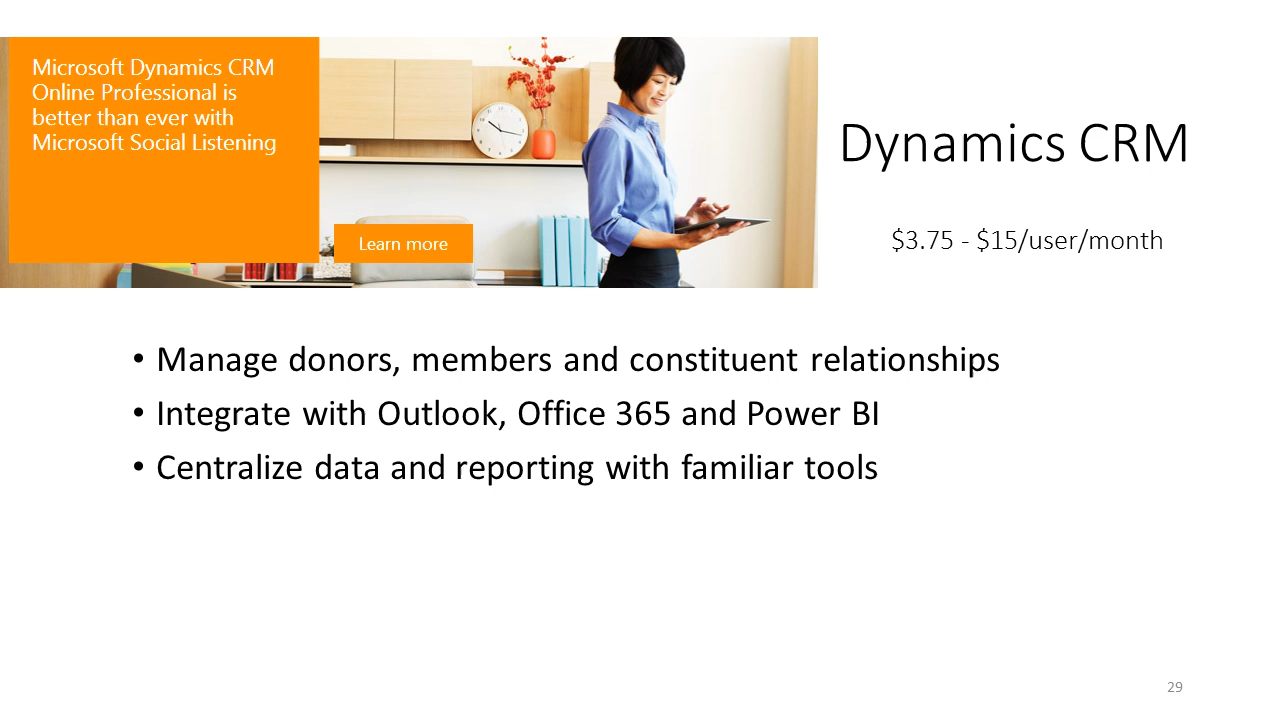 Microsoft Dynamics CRM
Online Professional is
better than ever with
Microsoft Social Listening
Learn more
Dynamics CRM
$3.75 - $15/user/month
• Manage donors, members and constituent relationships
• Integrate with Outlook, Office 365 and Power BI
• Centralize data and reporting with familiar tools
29